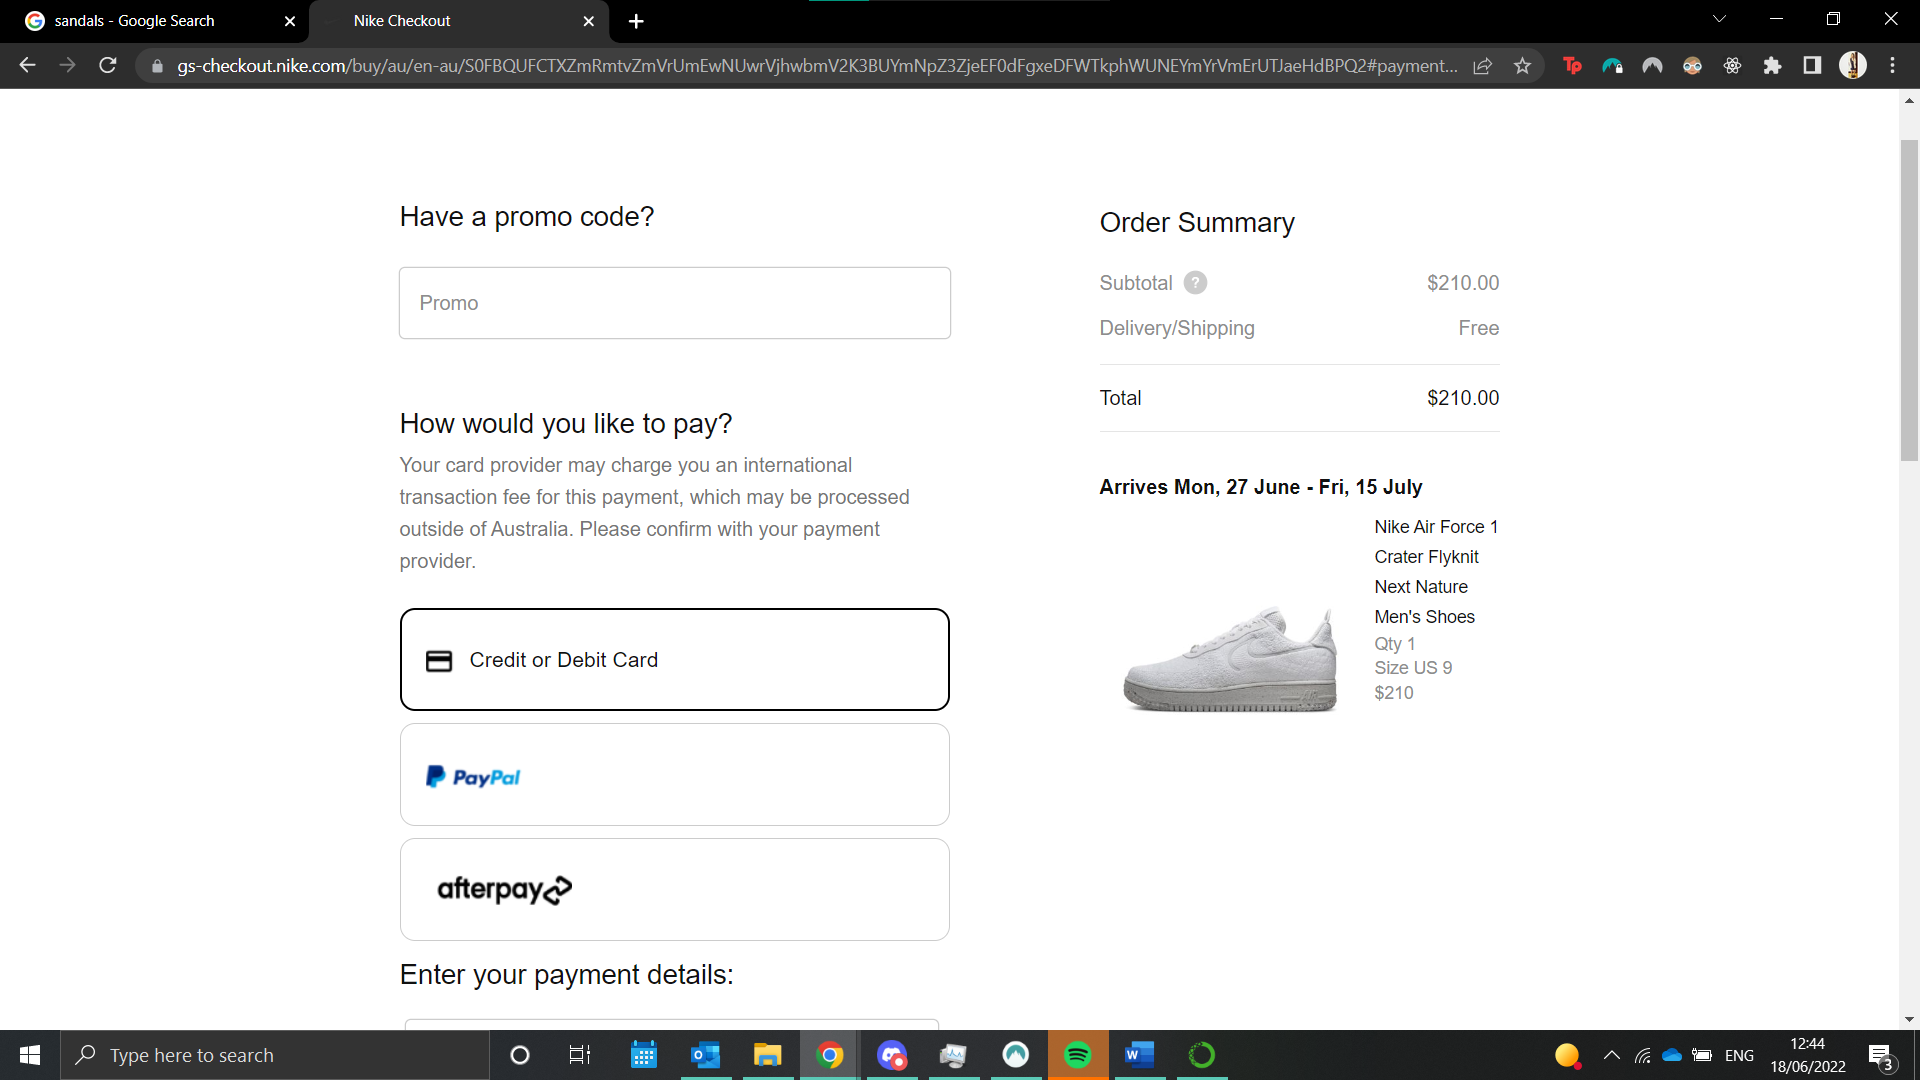 sandals - Google Search
Nike Checkout
gs-checkout.nike.com/buy/au/en-au/S0FBQUFCTXZmRmtvZmVrUmEwNUwrVjhwbmV2K3BUYmNpZ3ZjeEF0dFgxeDFWTkphWUNEYmYrVmErUTJaeHdBPQ2#payment...
Tp
Have a promo code?
Promo
How would you like to pay?
Your card provider may charge you an international
transaction fee for this payment, which may be processed
outside of Australia. Please confirm with your payment
provider.
Credit or Debit Card
PayPal
afterpay
Enter your payment details:
Order Summary
Subtotal ? $210.00
Delivery/Shipping Free
Total $210.00
Arrives Mon, 27 June - Fri, 15 July
Nike Air Force 1
Crater Flyknit
Next Nature
Men's Shoes
Qty 1
Size US 9
$210
Type here to search
ENG
12:44
18/06/2022
3